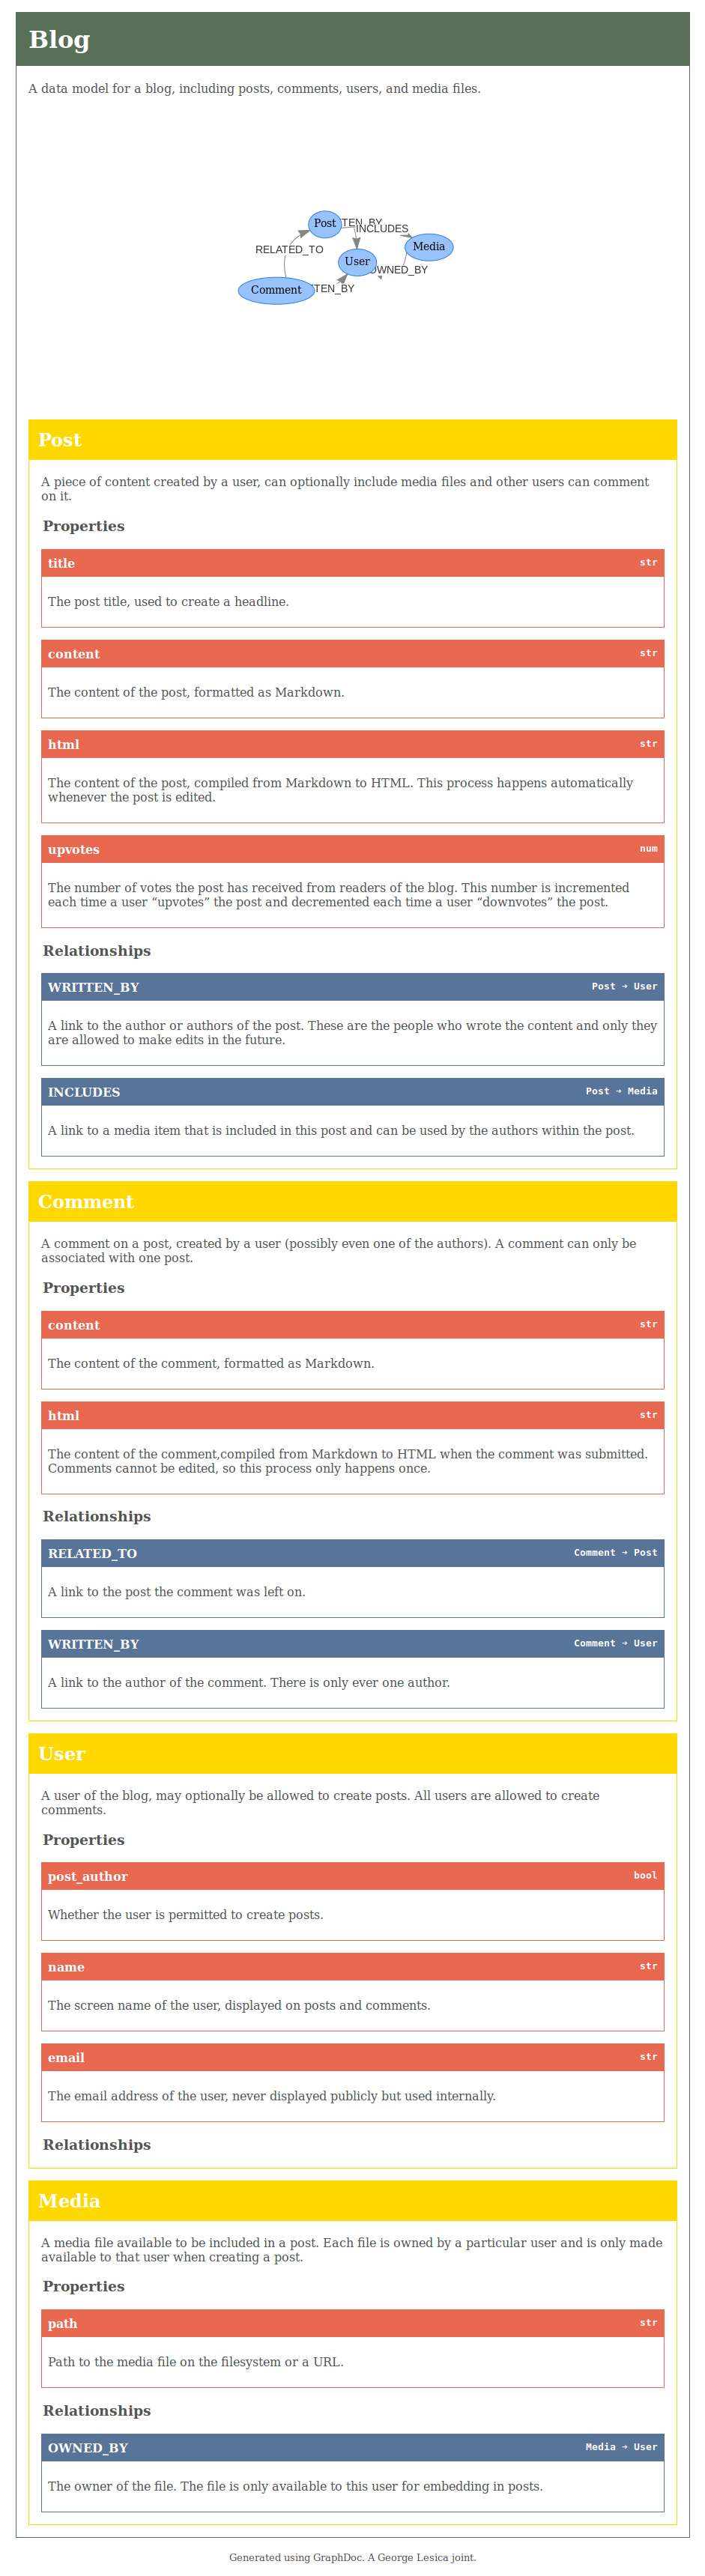 Blog
A data model for a blog, including posts, comments, users, and media files.
Post
TEN_BY
INCLUDES
Media
RELATED_TO
User
OWNED_BY
Comment
TEN_BY
Post
A piece of content created by a user, can optionally include media files and other users can comment
on it.
Properties
title str
The post title, used to create a headline.
content str
The content of the post, formatted as Markdown.
html str
The content of the post, compiled from Markdown to HTML. This process happens automatically
whenever the post is edited.
upvotes num
The number of votes the post has received from readers of the blog. This number is incremented
each time a user “upvotes” the post and decremented each time a user “downvotes” the post.
Relationships
WRITTEN_BY Post → User
A link to the author or authors of the post. These are the people who wrote the content and only they
are allowed to make edits in the future.
INCLUDES Post → Media
A link to a media item that is included in this post and can be used by the authors within the post.
Comment
A comment on a post, created by a user (possibly even one of the authors). A comment can only be
associated with one post.
Properties
content str
The content of the comment, formatted as Markdown.
html str
The content of the comment,compiled from Markdown to HTML when the comment was submitted.
Comments cannot be edited, so this process only happens once.
Relationships
RELATED_TO Comment → Post
A link to the post the comment was left on.
WRITTEN_BY Comment → User
A link to the author of the comment. There is only ever one author.
User
A user of the blog, may optionally be allowed to create posts. All users are allowed to create
comments.
Properties
post_author bool
Whether the user is permitted to create posts.
name str
The screen name of the user, displayed on posts and comments.
email str
The email address of the user, never displayed publicly but used internally.
Relationships
Media
A media file available to be included in a post. Each file is owned by a particular user and is only made
available to that user when creating a post.
Properties
path str
Path to the media file on the filesystem or a URL.
Relationships
OWNED_BY Media → User
The owner of the file. The file is only available to this user for embedding in posts.
Generated using GraphDoc. A George Lesica joint.